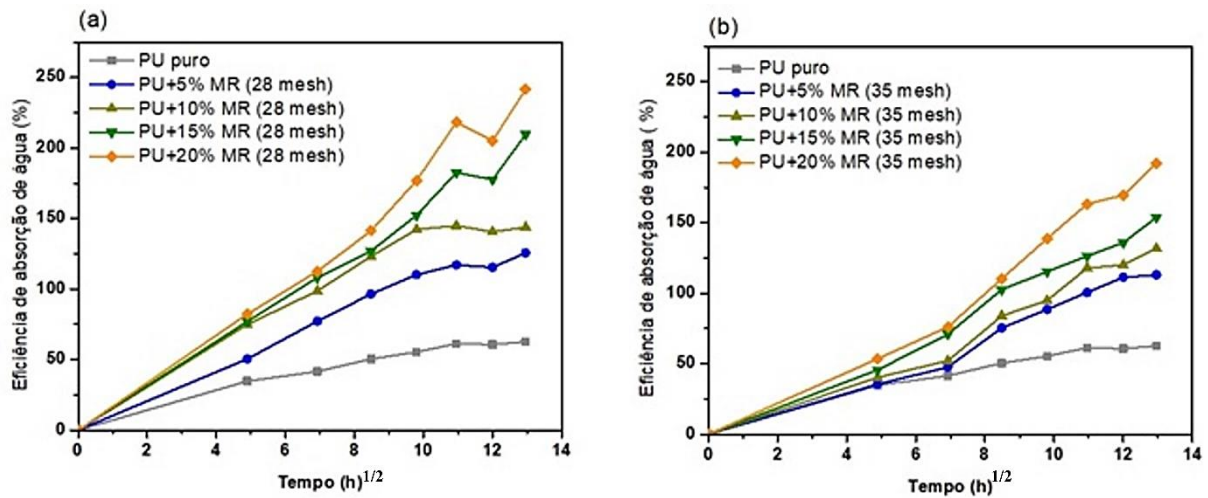 (a)
PU puro
PU+5% MR (28 mesh)
PU+10% MR (28 mesh)
PU+15% MR (28 mesh)
PU+20% MR (28 mesh)
Eficiência de absorção de água (%)
250
200
150
100
50
0
0 2 4 6 8 10 12 14
Tempo (h)^1/2
(b)
PU puro
PU+5% MR (35 mesh)
PU+10% MR (35 mesh)
PU+15% MR (35 mesh)
PU+20% MR (35 mesh)
Eficiência de absorção de água ( %)
250
200
150
100
50
0
0 2 4 6 8 10 12 14
Tempo (h)^1/2